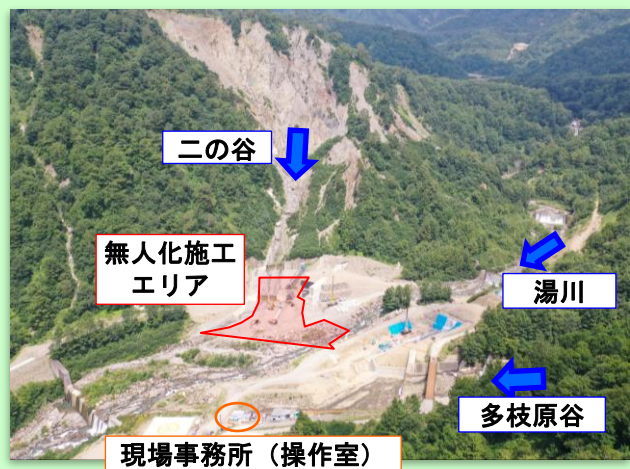 二の谷
無人化施工
エリア
湯川
多枝原谷
現場事務所（操作室）